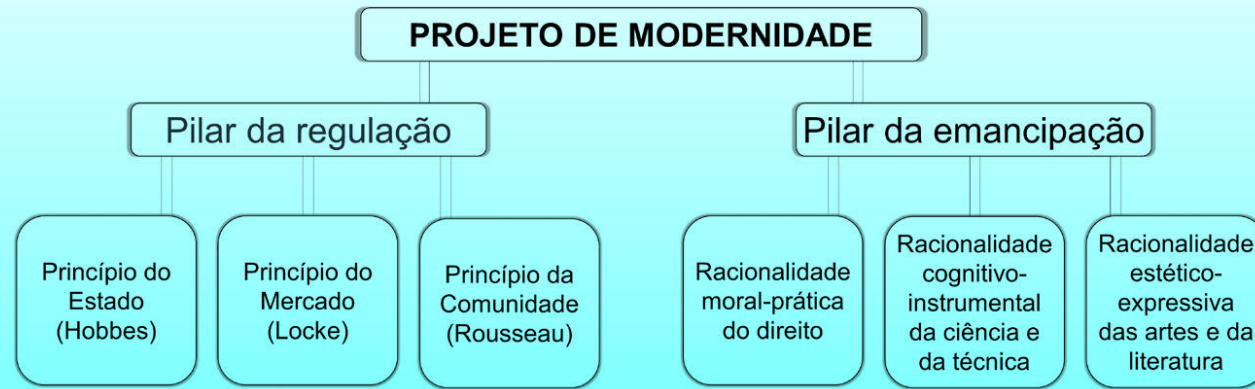 PROJETO DE MODERNIDADE
Pilar da regulação
Pilar da emancipação
Princípio do
Estado
(Hobbes)
Princípio do
Mercado
(Locke)
Princípio da
Comunidade
(Rousseau)
Racionalidade
moral-prática
do direito
Racionalidade
cognitivo-
instrumental
da ciência e
da técnica
Racionalidade
estético-
expressiva
das artes e da
literatura